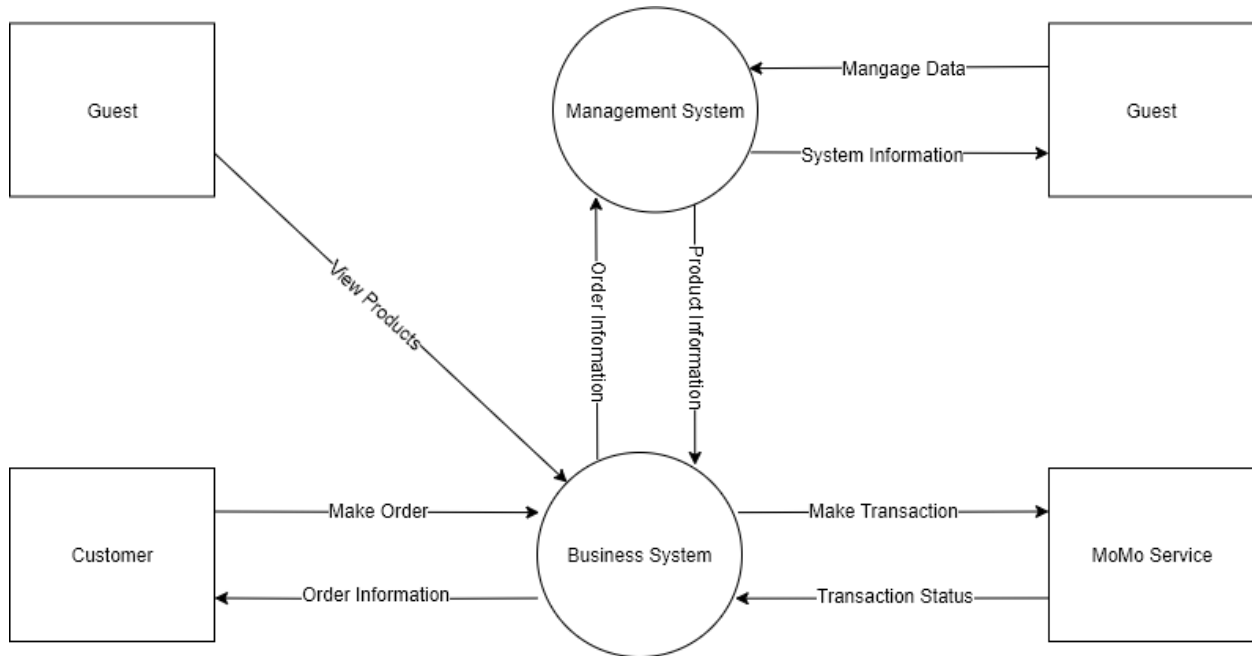 Guest
Management System
Mangage Data
System Information
Guest
View Products
Order Information
Product Information
Customer
Make Order
Order Information
Business System
Make Transaction
Transaction Status
MoMo Service